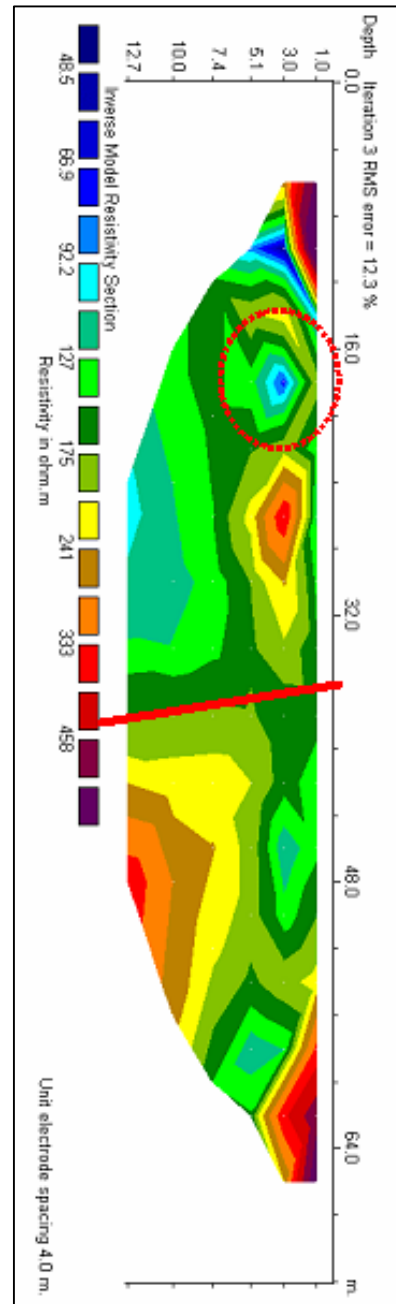 Depth Iteration 3 RMS error = 12.3 %
0.0 16.0 32.0 48.0 64.0 m.
1.0
3.0
5.1
7.4
10.0
12.7
Inverse Model Resistivity Section
48.5 66.9 92.2 127 175 241 333 458
Resistivity in ohm.m
Unit electrode spacing 4.0 m.